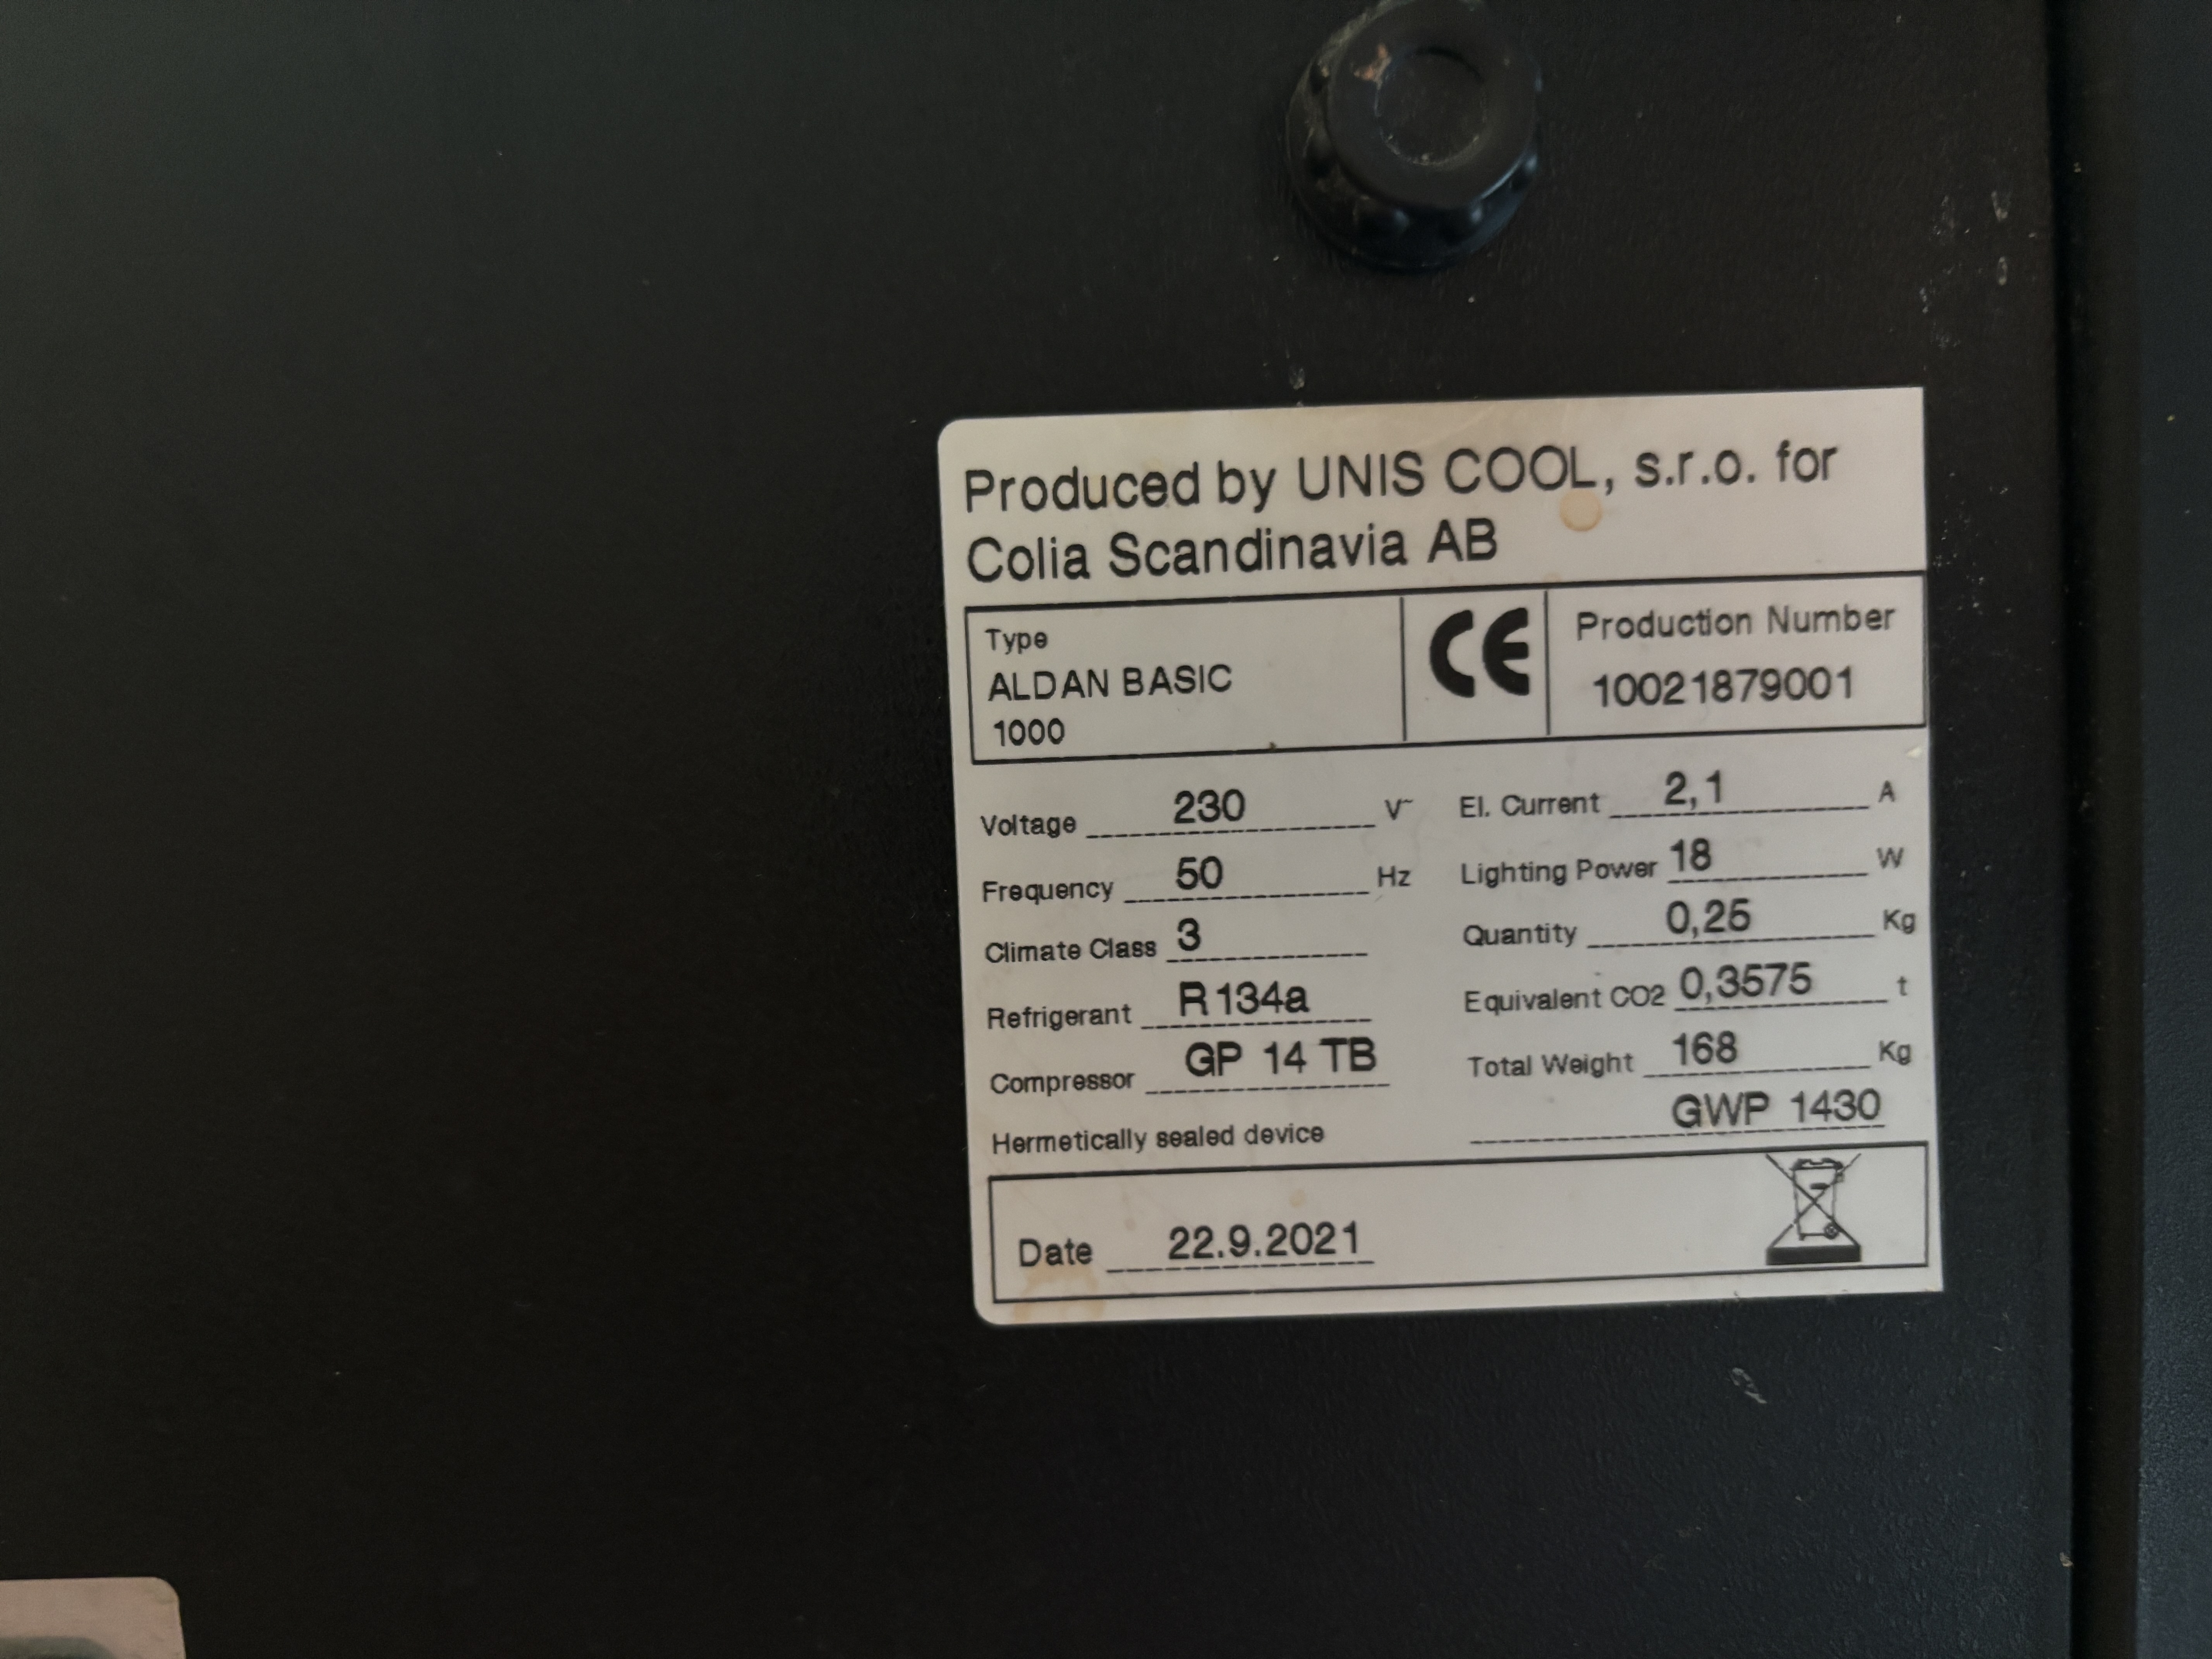 Produced by UNIS COOL, s.r.o. for
Colia Scandinavia AB
Type
ALDAN BASIC
1000
CE
Production Number
10021879001
Voltage 230 V~ El. Current 2,1 A
Frequency 50 Hz Lighting Power 18 W
Climate Class 3 Quantity 0,25 Kg
Refrigerant R134a Equivalent CO2 0,3575 t
Compressor GP 14 TB Total Weight 168 Kg
Hermetically sealed device GWP 1430
Date 22.9.2021